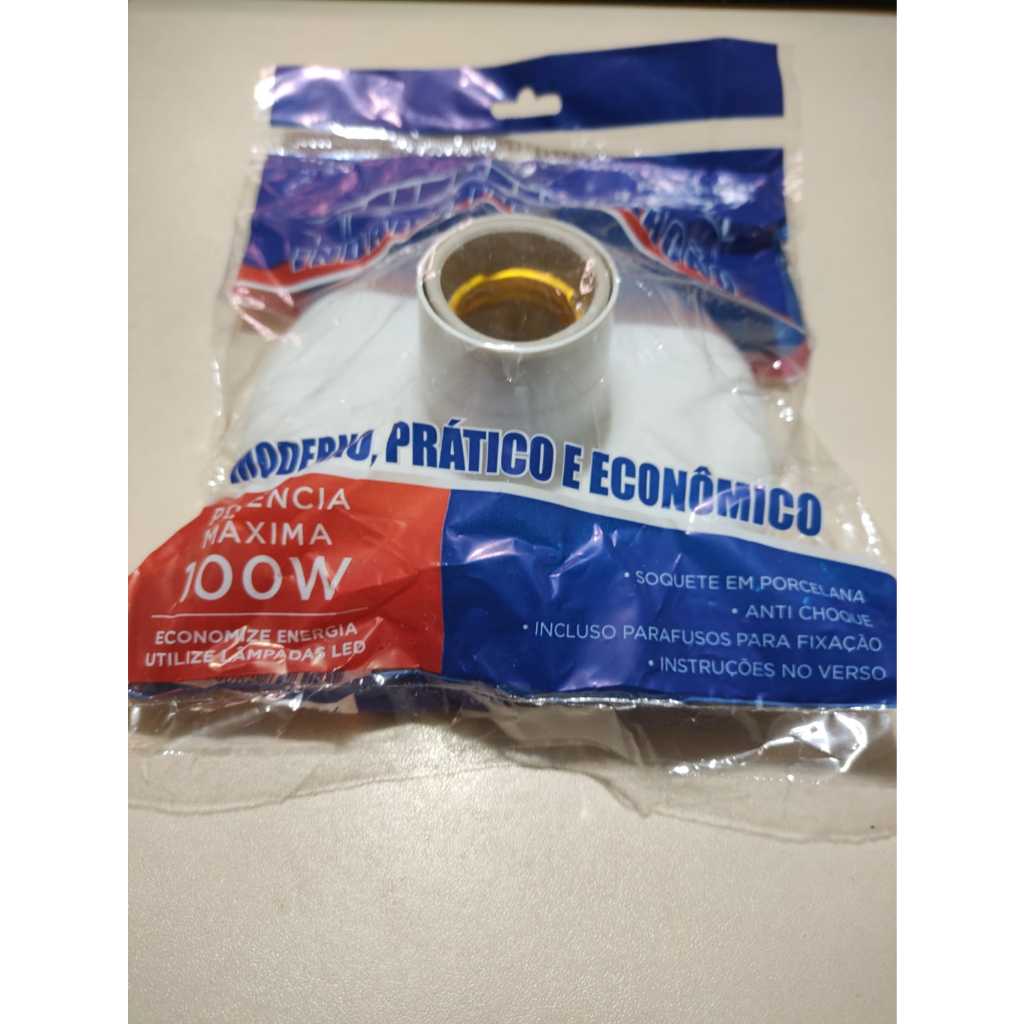 MODERNO, PRÁTICO E ECONÔMICO
POTÊNCIA
MÁXIMA
100W
ECONOMIZE ENERGIA
UTILIZE LÂMPADAS LED
• SOQUETE EM PORCELANA
• ANTI CHOQUE
• INCLUSO PARAFUSOS PARA FIXAÇÃO
• INSTRUÇÕES NO VERSO